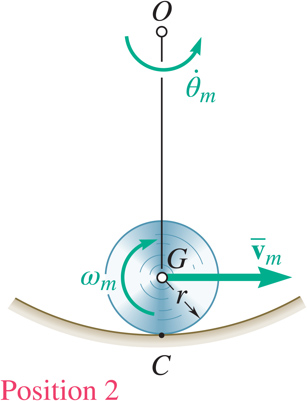 O
θ̇ₘ
G
v̄ₘ
ωₘ
r
C
Position 2